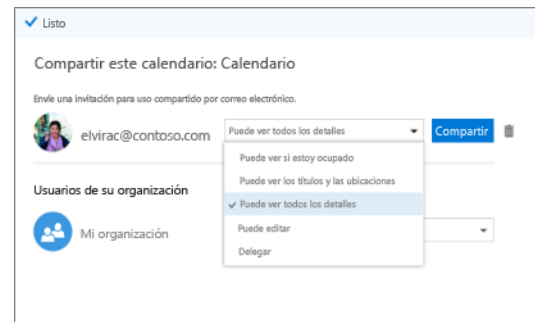 Listo
Compartir este calendario: Calendario
Envíe una invitación para uso compartido por correo electrónico.
elvirac@contoso.com
Puede ver todos los detalles
Compartir
Puede ver si estoy ocupado
Puede ver los títulos y las ubicaciones
Puede ver todos los detalles
Puede editar
Delegar
Usuarios de su organización
Mi organización